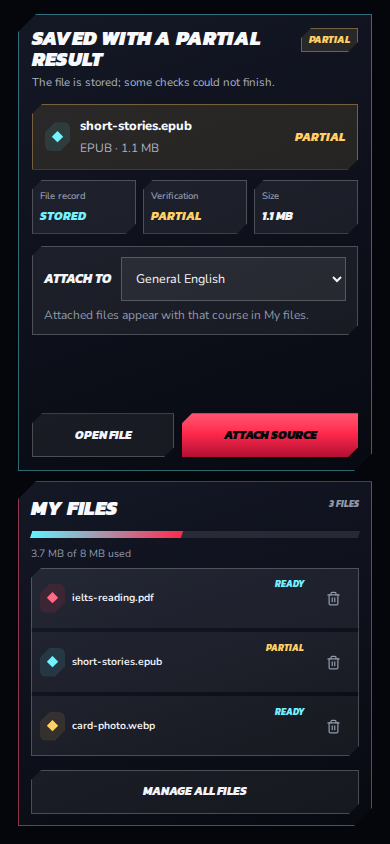 SAVED WITH A PARTIAL
RESULT
PARTIAL
The file is stored; some checks could not finish.
short-stories.epub
EPUB · 1.1 MB
PARTIAL
File record
STORED
Verification
PARTIAL
Size
1.1 MB
ATTACH TO
General English
Attached files appear with that course in My files.
OPEN FILE
ATTACH SOURCE
MY FILES
3 FILES
3.7 MB of 8 MB used
ielts-reading.pdf
READY
short-stories.epub
PARTIAL
card-photo.webp
READY
MANAGE ALL FILES